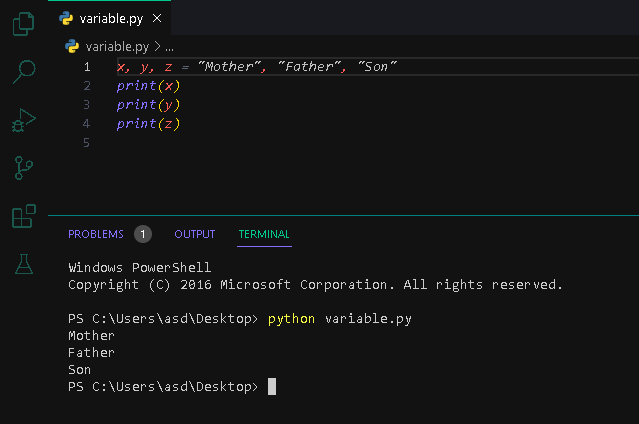 variable.py ×
variable.py > ...
1 x, y, z = "Mother", "Father", "Son"
2 print(x)
3 print(y)
4 print(z)
5
PROBLEMS 1 OUTPUT TERMINAL
Windows PowerShell
Copyright (C) 2016 Microsoft Corporation. All rights reserved.
PS C:\Users\asd\Desktop> python variable.py
Mother
Father
Son
PS C:\Users\asd\Desktop>